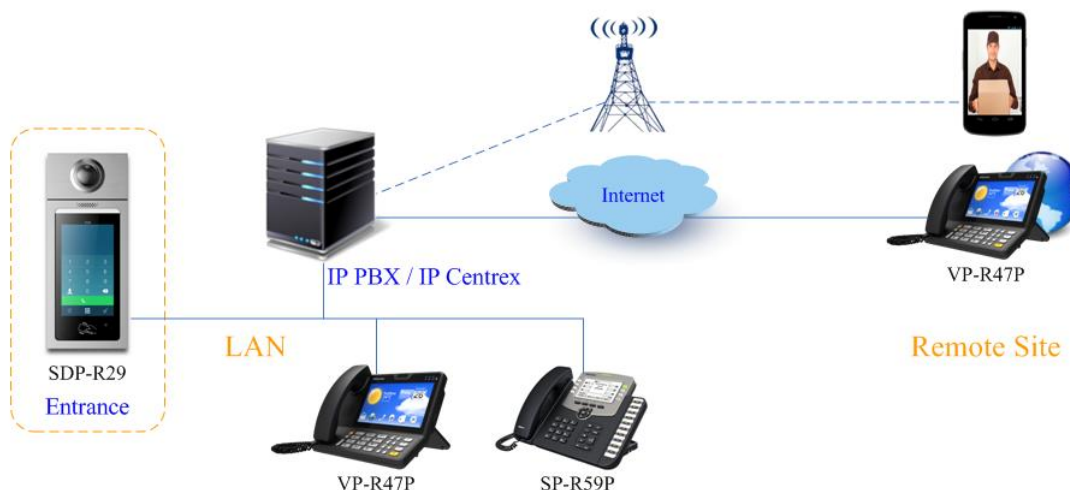 Internet
IP PBX / IP Centrex
VP-R47P
LAN
Remote Site
SDP-R29
Entrance
VP-R47P
SP-R59P